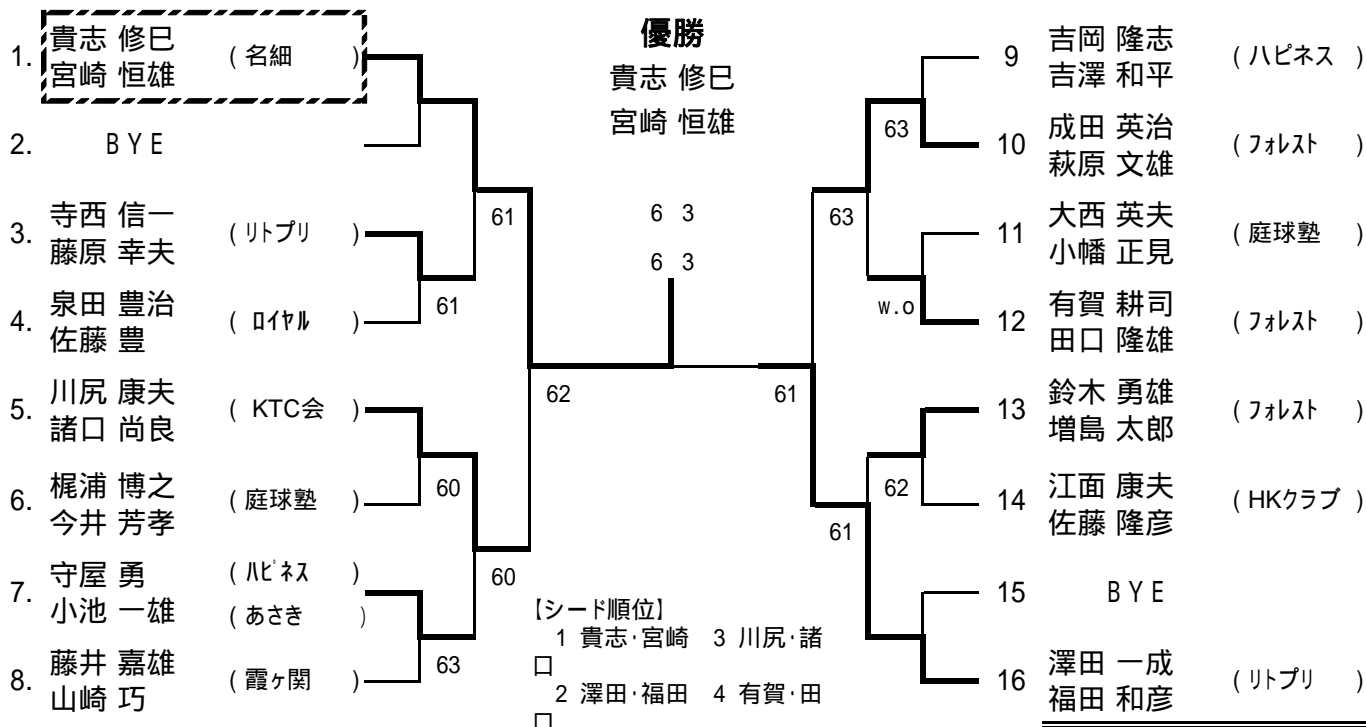 優勝
貴志 修巳
宮崎 恒雄
6 3
6 3
1. 貴志 修巳
宮崎 恒雄
( 名細 )
2. BYE
3. 寺西 信一
藤原 幸夫
( リトプリ )
4. 泉田 豊治
佐藤 豊
( ロイヤル )
5. 川尻 康夫
諸口 尚良
( KTC会 )
6. 梶浦 博之
今井 芳孝
( 庭球塾 )
7. 守屋 勇
小池 一雄
( ハピネス )
( あさき )
8. 藤井 嘉雄
山崎 巧
( 霞ヶ関 )
61
61
60
63
60
62
【シード順位】
1 貴志・宮崎 3 川尻・諸
口
2 澤田・福田 4 有賀・田
口
9 吉岡 隆志
吉澤 和平
( ハピネス )
10 成田 英治
萩原 文雄
( フォレスト )
11 大西 英夫
小幡 正見
( 庭球塾 )
12 有賀 耕司
田口 隆雄
( フォレスト )
13 鈴木 勇雄
増島 太郎
( フォレスト )
14 江面 康夫
佐藤 隆彦
( HKクラブ )
15 BYE
16 澤田 一成
福田 和彦
( リトプリ )
63
63
w.o
61
62
61